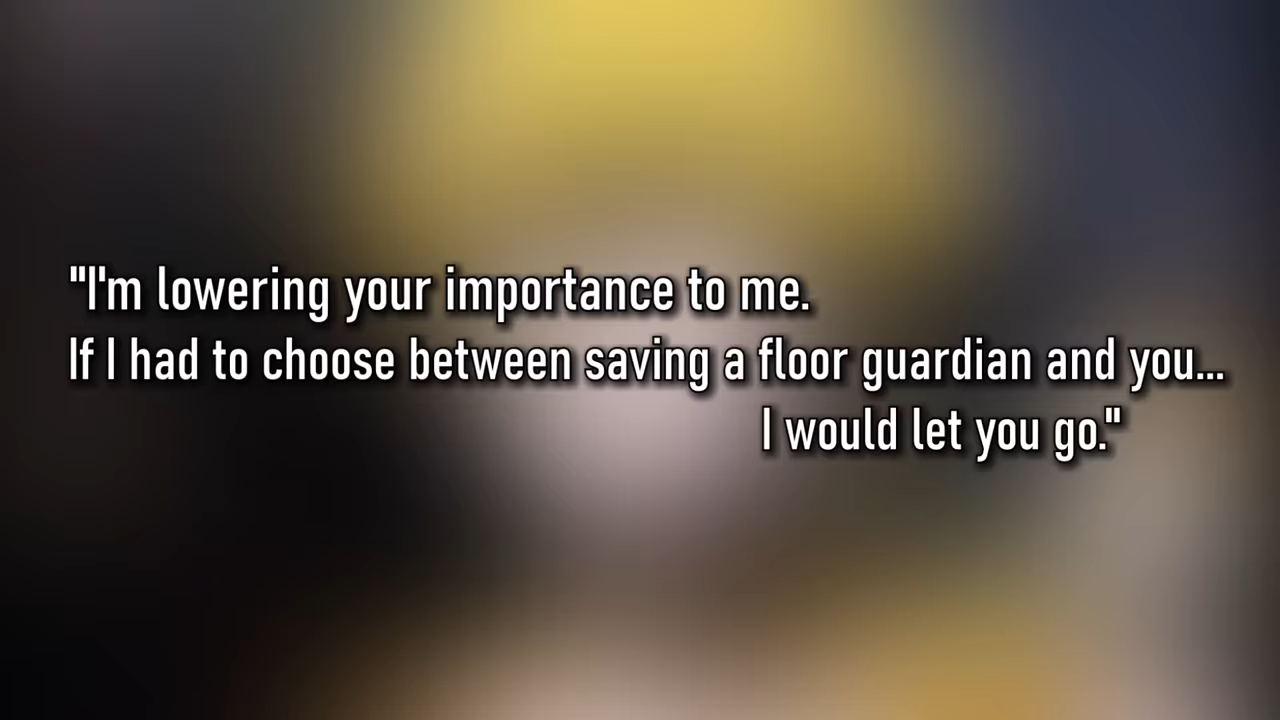 "I'm lowering your importance to me.
If I had to choose between saving a floor guardian and you...
I would let you go."